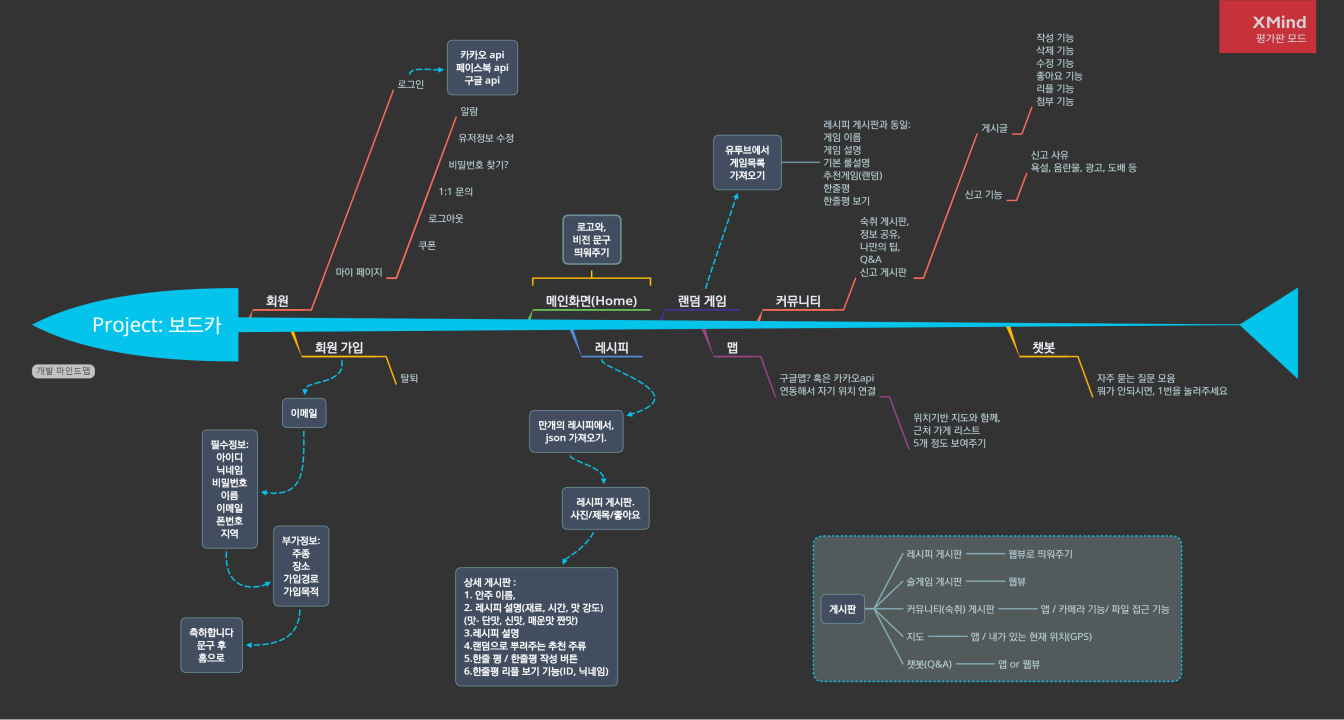 XMind
평가판 모드
카카오 api
페이스북 api
구글 api
로그인
알람
유저정보 수정
비밀번호 찾기?
1:1 문의
로그아웃
쿠폰
마이 페이지
회원
로고와,
비전 문구
띄워주기
메인화면(Home)
유투브에서
게임목록
가져오기
레시피 게시판과 동일:
게임 이름
게임 설명
기본 룰설명
추천게임(랜덤)
한줄평
한줄평 보기
랜덤 게임
작성 기능
삭제 기능
수정 기능
좋아요 기능
리플 기능
첨부 기능
게시글
신고 사유
욕설, 음란물, 광고, 도배 등
신고 기능
숙취 게시판,
정보 공유,
나만의 팁,
Q&A
신고 게시판
커뮤니티
Project: 보드카
개발 마인드맵
회원 가입
탈퇴
이메일
필수정보:
아이디
닉네임
비밀번호
이름
이메일
폰번호
지역
부가정보:
주종
장소
가입경로
가입목적
축하합니다
문구 후
홈으로
레시피
만개의 레시피에서,
json 가져오기.
레시피 게시판.
사진/제목/좋아요
상세 게시판 :
1. 안주 이름,
2. 레시피 설명(재료, 시간, 맛 강도)
(맛- 단맛, 신맛, 매운맛 짠맛)
3.레시피 설명
4.랜덤으로 뿌려주는 추천 주류
5.한줄 평 / 한줄평 작성 버튼
6.한줄평 리플 보기 기능(ID, 닉네임)
맵
구글맵? 혹은 카카오api
연동해서 자기 위치 연결
위치기반 지도와 함께,
근처 가게 리스트
5개 정도 보여주기
챗봇
자주 묻는 질문 모음
뭐가 안되시면, 1번을 눌러주세요
게시판
레시피 게시판 웹뷰로 띄워주기
술게임 게시판 웹뷰
커뮤니티(숙취) 게시판 앱 / 카메라 기능/ 파일 접근 기능
지도 앱 / 내가 있는 현재 위치(GPS)
챗봇(Q&A) 앱 or 웹뷰